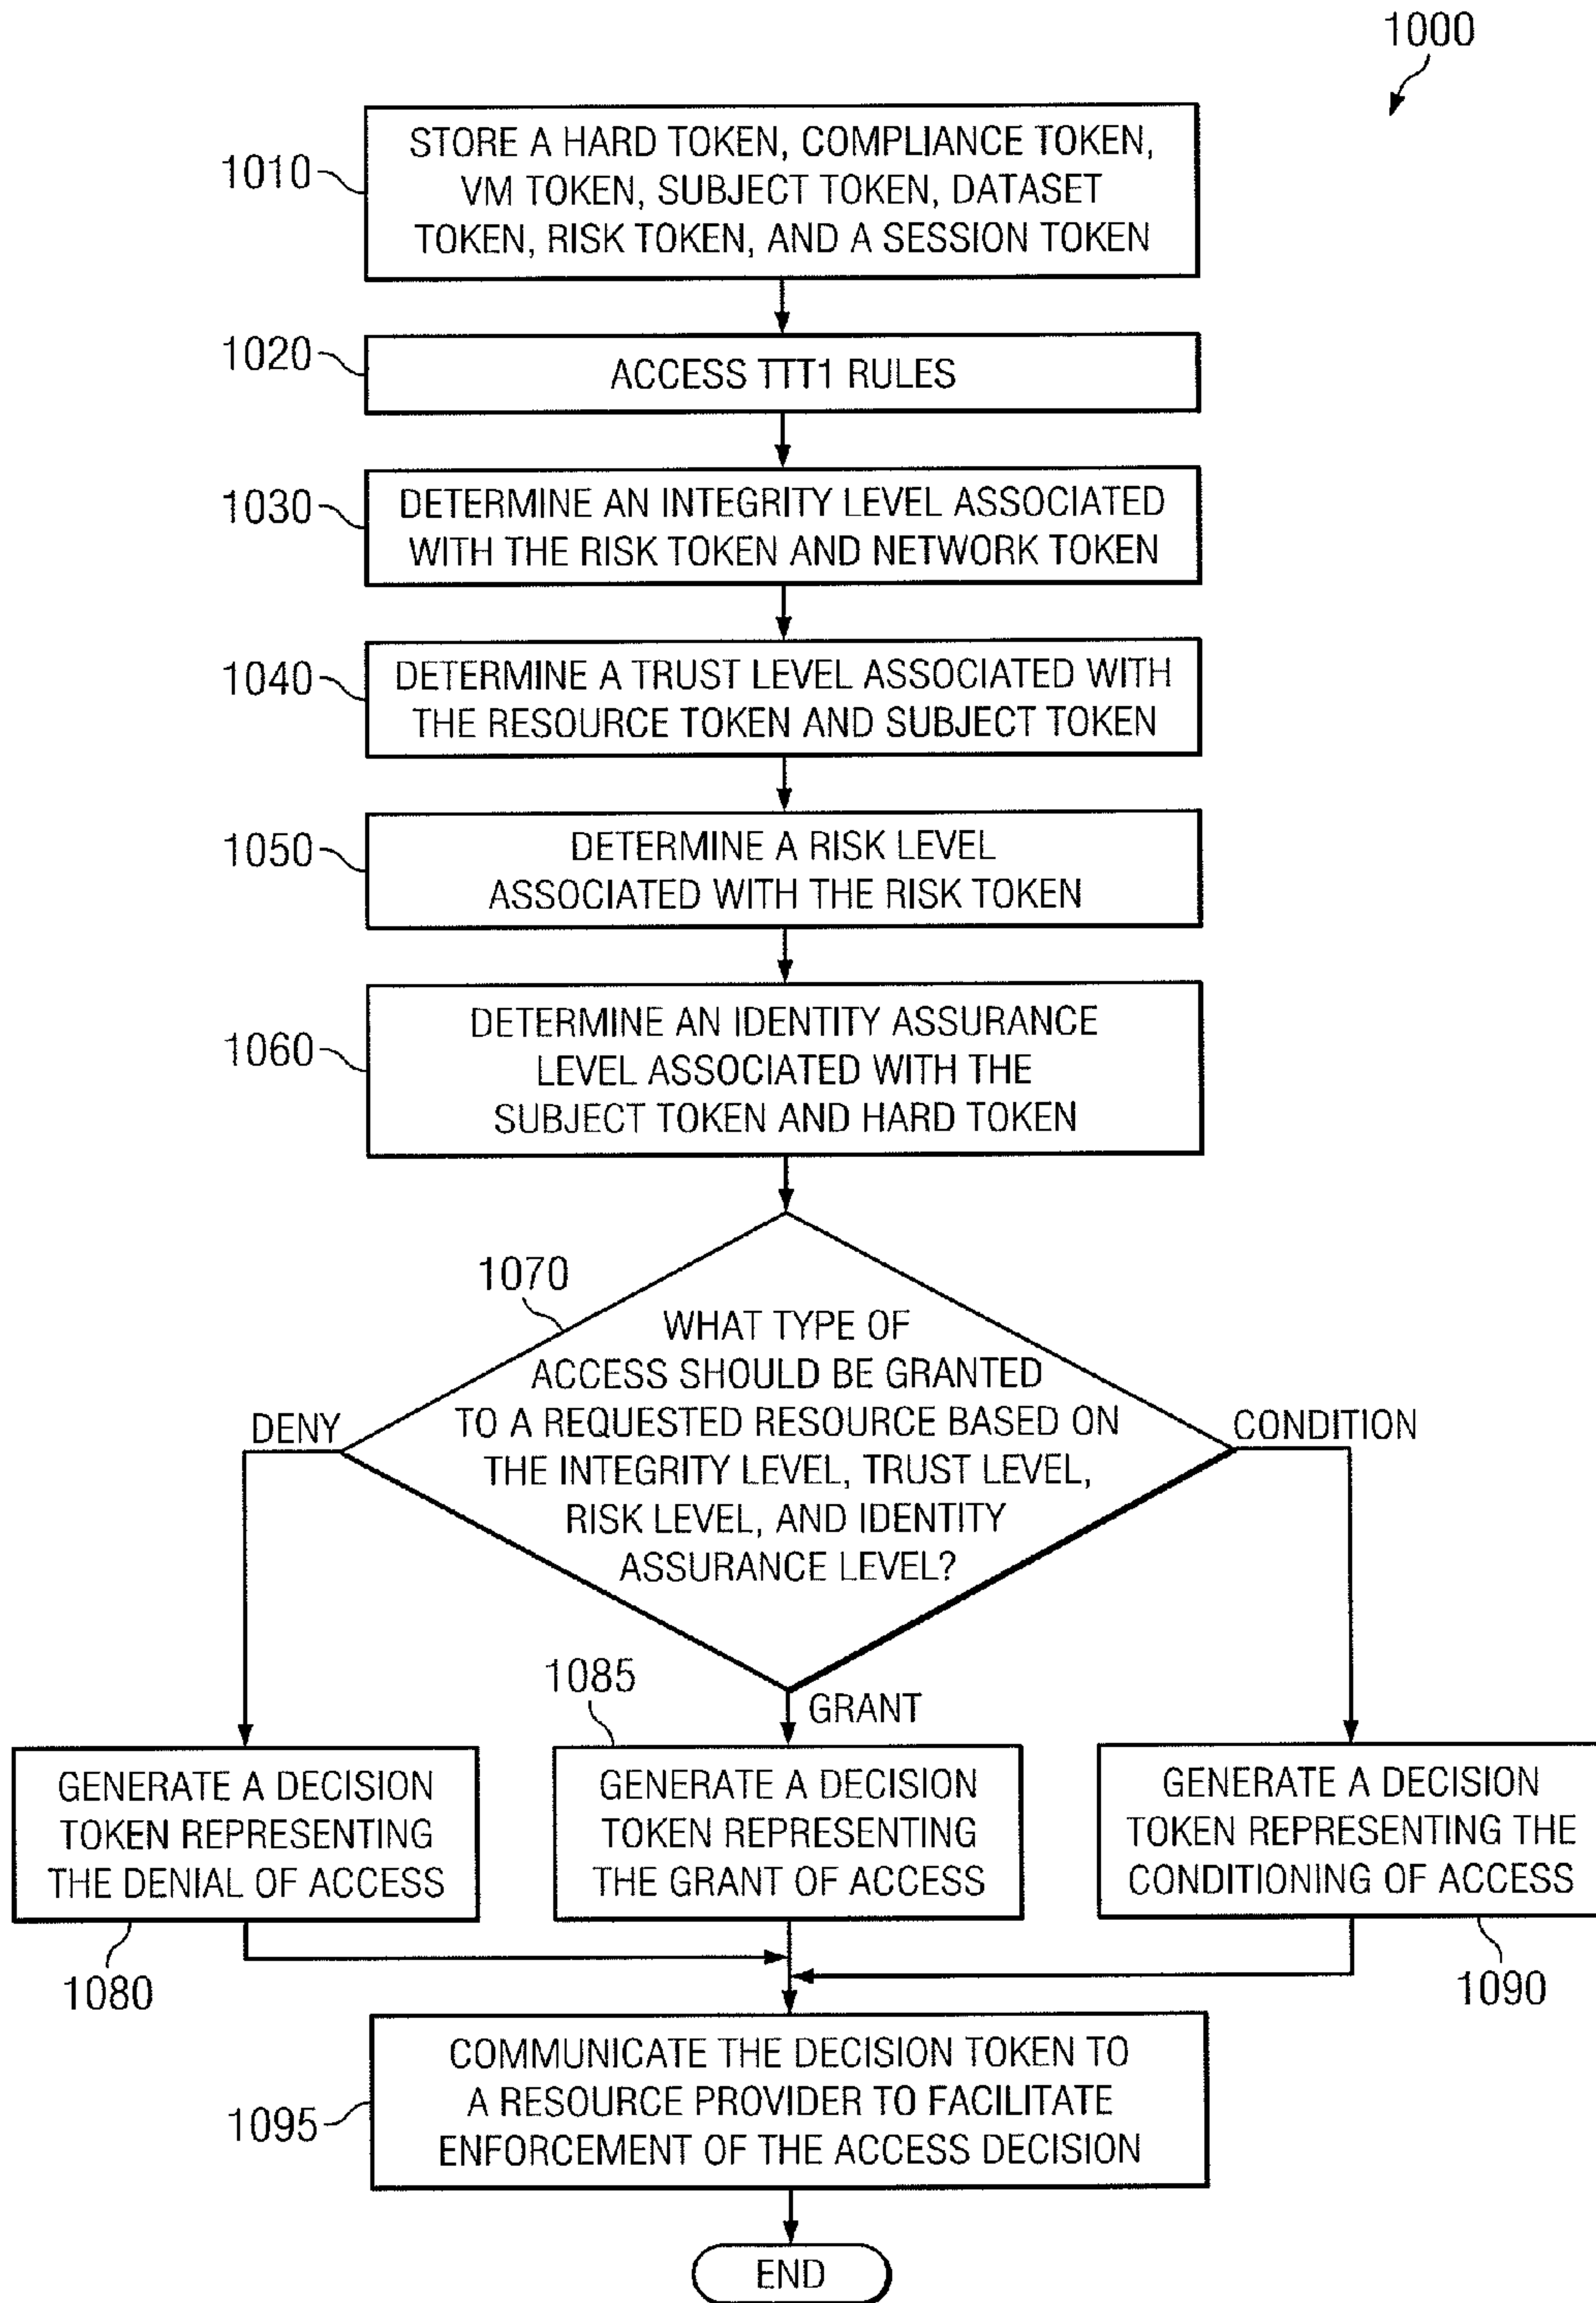 1000
1010
STORE A HARD TOKEN, COMPLIANCE TOKEN,
VM TOKEN, SUBJECT TOKEN, DATASET
TOKEN, RISK TOKEN, AND A SESSION TOKEN
1020
ACCESS TTT1 RULES
1030
DETERMINE AN INTEGRITY LEVEL ASSOCIATED
WITH THE RISK TOKEN AND NETWORK TOKEN
1040
DETERMINE A TRUST LEVEL ASSOCIATED WITH
THE RESOURCE TOKEN AND SUBJECT TOKEN
1050
DETERMINE A RISK LEVEL
ASSOCIATED WITH THE RISK TOKEN
1060
DETERMINE AN IDENTITY ASSURANCE
LEVEL ASSOCIATED WITH THE
SUBJECT TOKEN AND HARD TOKEN
1070
WHAT TYPE OF
ACCESS SHOULD BE GRANTED
TO A REQUESTED RESOURCE BASED ON
THE INTEGRITY LEVEL, TRUST LEVEL,
RISK LEVEL, AND IDENTITY
ASSURANCE LEVEL?
DENY
CONDITION
1085
GRANT
GENERATE A DECISION
TOKEN REPRESENTING
THE DENIAL OF ACCESS
GENERATE A DECISION
TOKEN REPRESENTING
THE GRANT OF ACCESS
GENERATE A DECISION
TOKEN REPRESENTING THE
CONDITIONING OF ACCESS
1080
1090
1095
COMMUNICATE THE DECISION TOKEN TO
A RESOURCE PROVIDER TO FACILITATE
ENFORCEMENT OF THE ACCESS DECISION
END